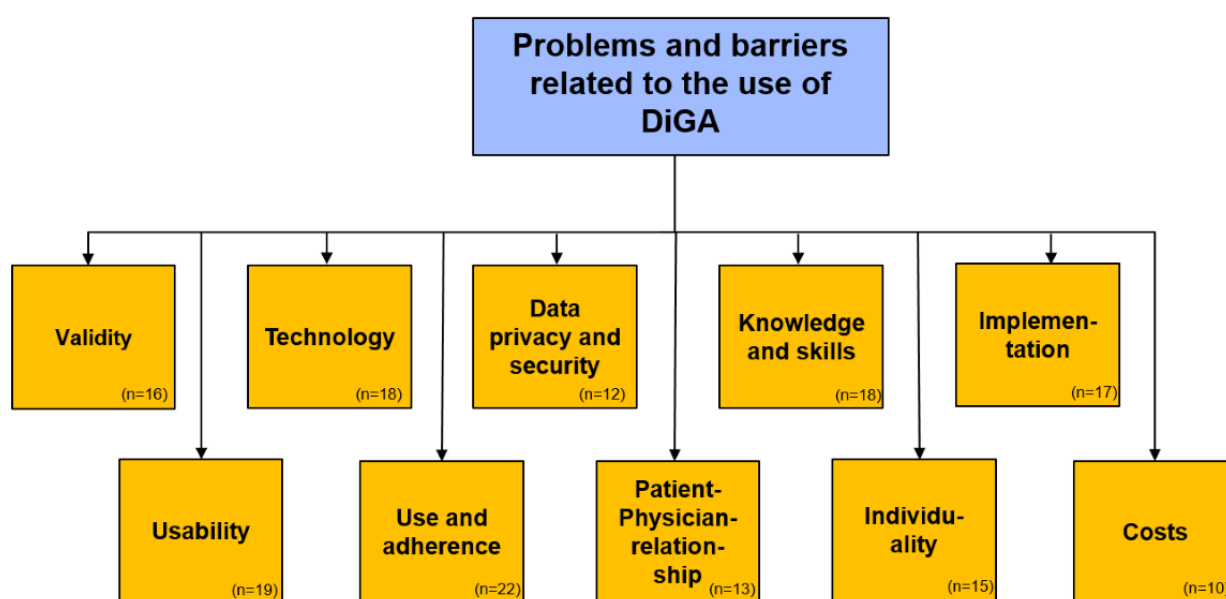 Problems and barriers
related to the use of
DiGA
Validity
(n=16)
Technology
(n=18)
Data
privacy and
security
(n=12)
Knowledge
and skills
(n=18)
Implemen-
tation
(n=17)
Usability
(n=19)
Use and
adherence
(n=22)
Patient-
Physician-
relation-
ship
(n=13)
Individu-
ality
(n=15)
Costs
(n=10)